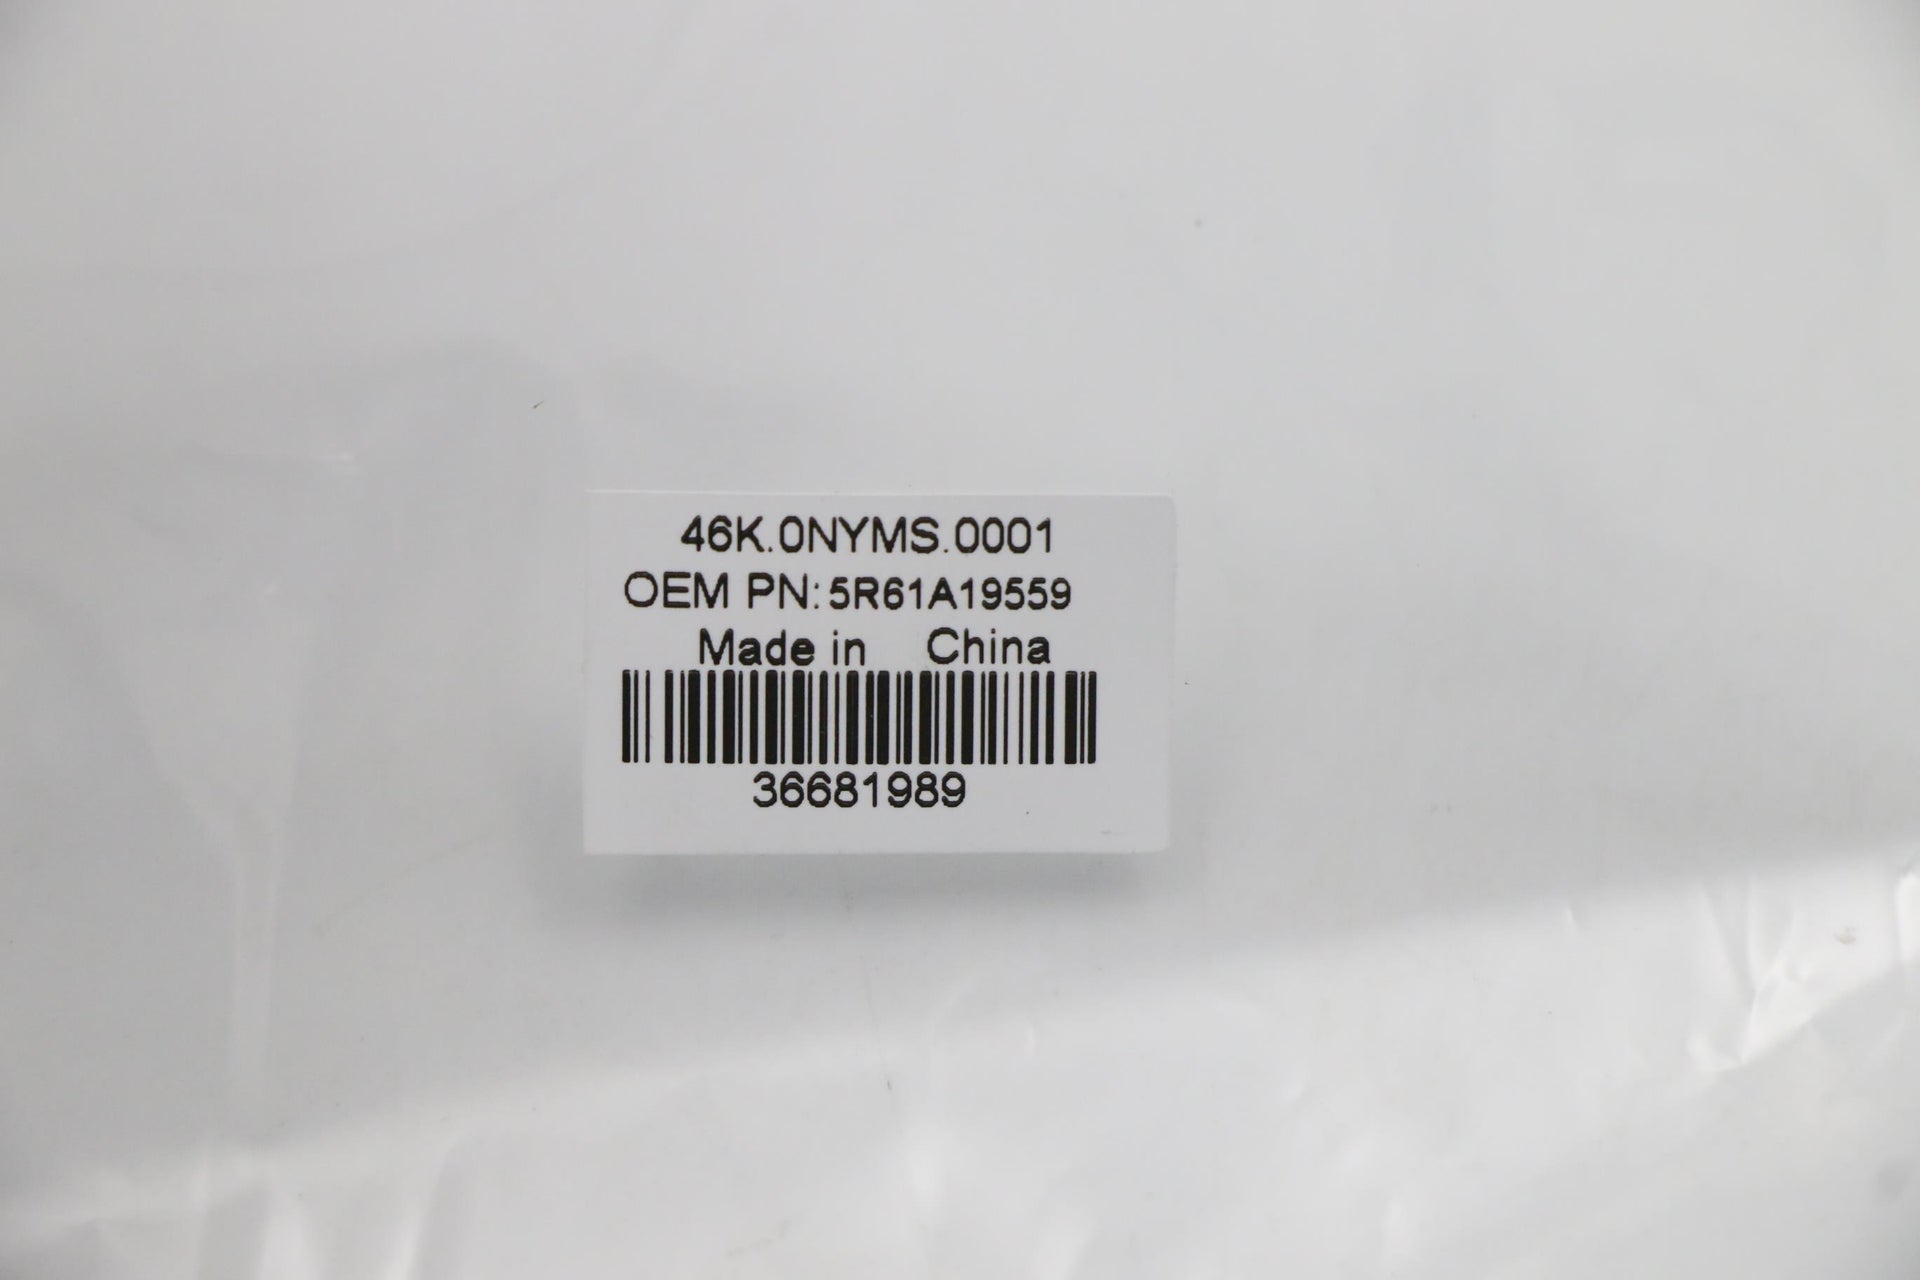 46K.0NYMS.0001
OEM PN: 5R61A19559
Made in China
36681989